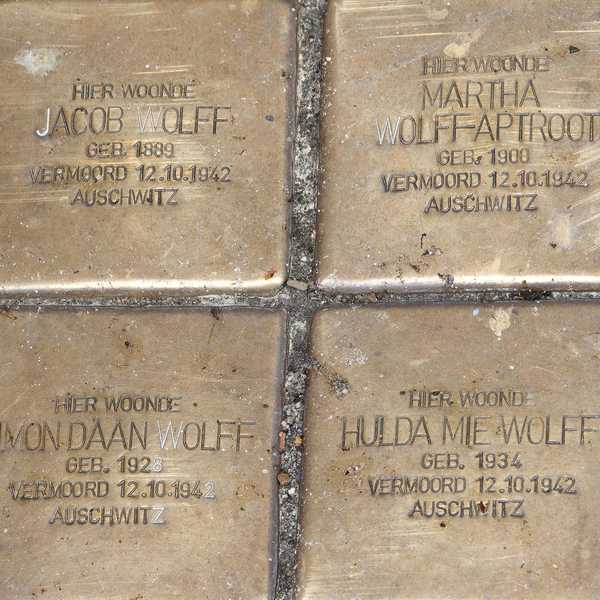 HIER WOONDE
JACOB WOLFF
GEB. 1889
VERMOORD 12.10.1942
AUSCHWITZ
HIER WOONDE
MARTHA
WOLFF-APTROOT
GEB. 1900
VERMOORD 12.10.1942
AUSCHWITZ
HIER WOONDE
IMON DAAN WOLFF
GEB. 1928
VERMOORD 12.10.1942
AUSCHWITZ
HIER WOONDE
HULDA MIE WOLFF
GEB. 1934
VERMOORD 12.10.1942
AUSCHWITZ